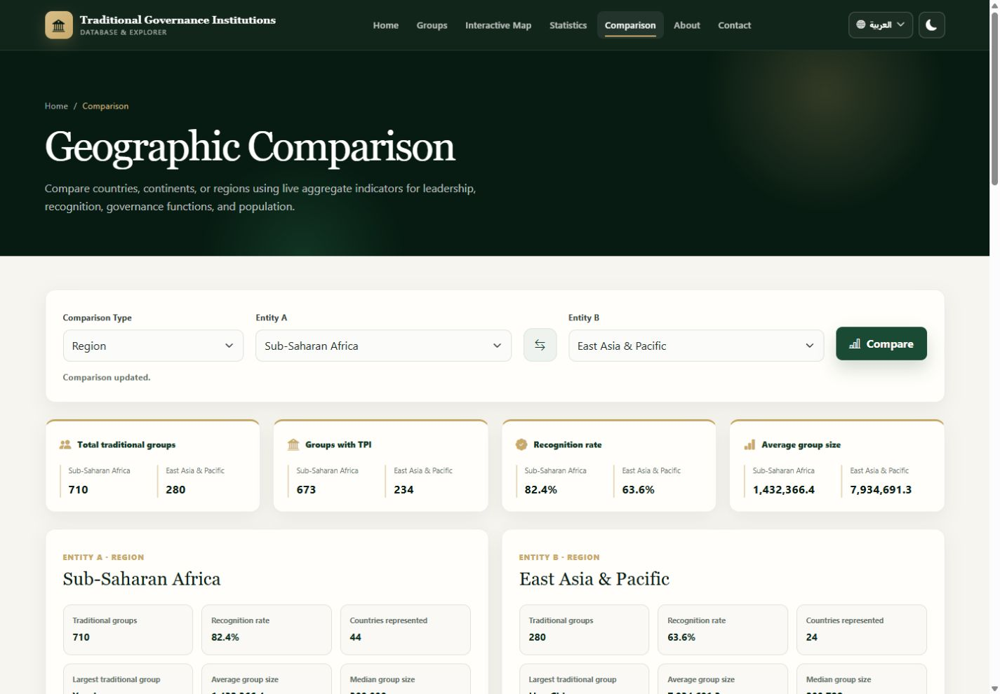 Traditional Governance Institutions
DATABASE & EXPLORER
Home
Groups
Interactive Map
Statistics
Comparison
About
Contact
العربية
Home / Comparison
Geographic Comparison
Compare countries, continents, or regions using live aggregate indicators for leadership,
recognition, governance functions, and population.
Comparison Type
Entity A
Entity B
Region
Sub-Saharan Africa
East Asia & Pacific
Compare
Comparison updated.
Total traditional groups
Sub-Saharan Africa
East Asia & Pacific
710
280
Groups with TPI
Sub-Saharan Africa
East Asia & Pacific
673
234
Recognition rate
Sub-Saharan Africa
East Asia & Pacific
82.4%
63.6%
Average group size
Sub-Saharan Africa
East Asia & Pacific
1,432,366.4
7,934,691.3
ENTITY A · REGION
Sub-Saharan Africa
Traditional groups
710
Recognition rate
82.4%
Countries represented
44
Largest traditional group
Average group size
Median group size
ENTITY B · REGION
East Asia & Pacific
Traditional groups
280
Recognition rate
63.6%
Countries represented
24
Largest traditional group
Average group size
Median group size